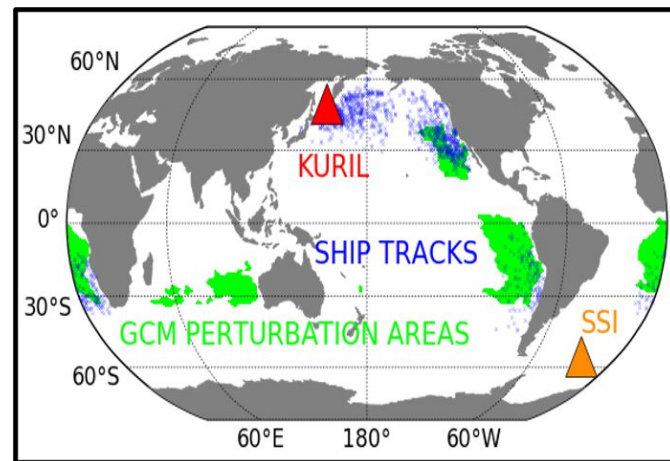 60°N
30°N
KURIL
0°
SHIP TRACKS
30°S
GCM PERTURBATION AREAS
SSI
60°S
60°E 180° 60°W